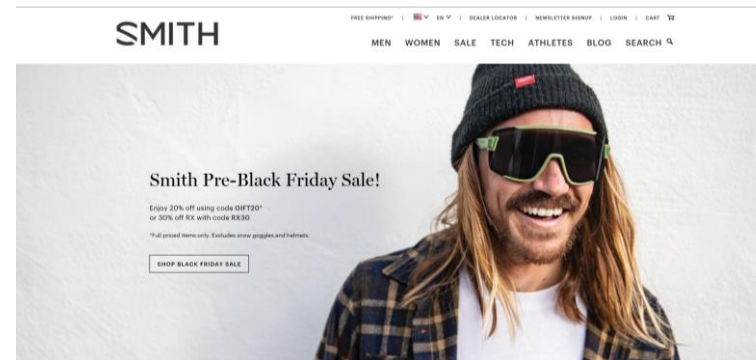 FREE SHIPPING* | EN | DEALER LOCATOR | NEWSLETTER SIGNUP | LOGIN | CART
SMITH
MEN WOMEN SALE TECH ATHLETES BLOG SEARCH
Smith Pre-Black Friday Sale!
Enjoy 20% off using code GIFT20*
or 30% off RX with code RX30
*Full priced items only. Excludes snow goggles and helmets.
SHOP BLACK FRIDAY SALE